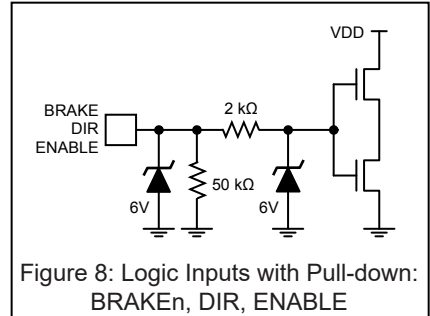 VDD
BRAKE
DIR
ENABLE
2 kΩ
6V
50 kΩ
6V
Figure 8: Logic Inputs with Pull-down:
BRAKEn, DIR, ENABLE